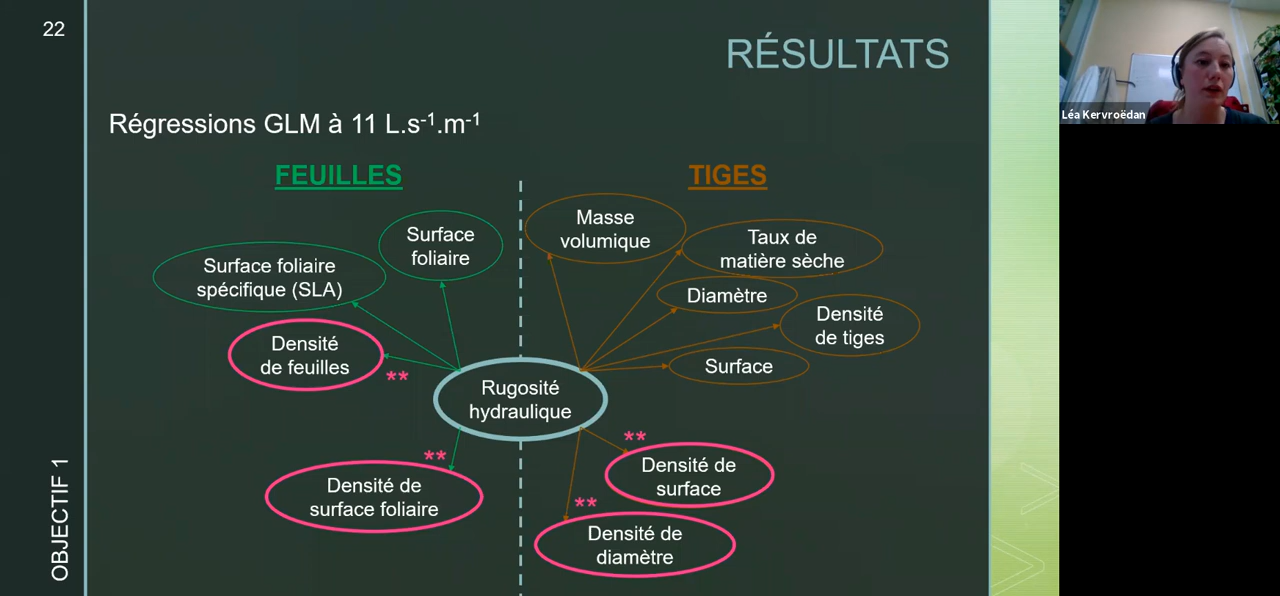 22
RÉSULTATS
Régressions GLM à 11 L.s⁻¹.m⁻¹
FEUILLES
TIGES
Surface
foliaire
Surface foliaire
spécifique (SLA)
Densité
de feuilles
**
Densité de
surface foliaire
**
Rugosité
hydraulique
Masse
volumique
Taux de
matière sèche
Diamètre
Densité
de tiges
Surface
**
Densité de
surface
**
Densité de
diamètre
OBJECTIF 1
Léa Kervroëdan